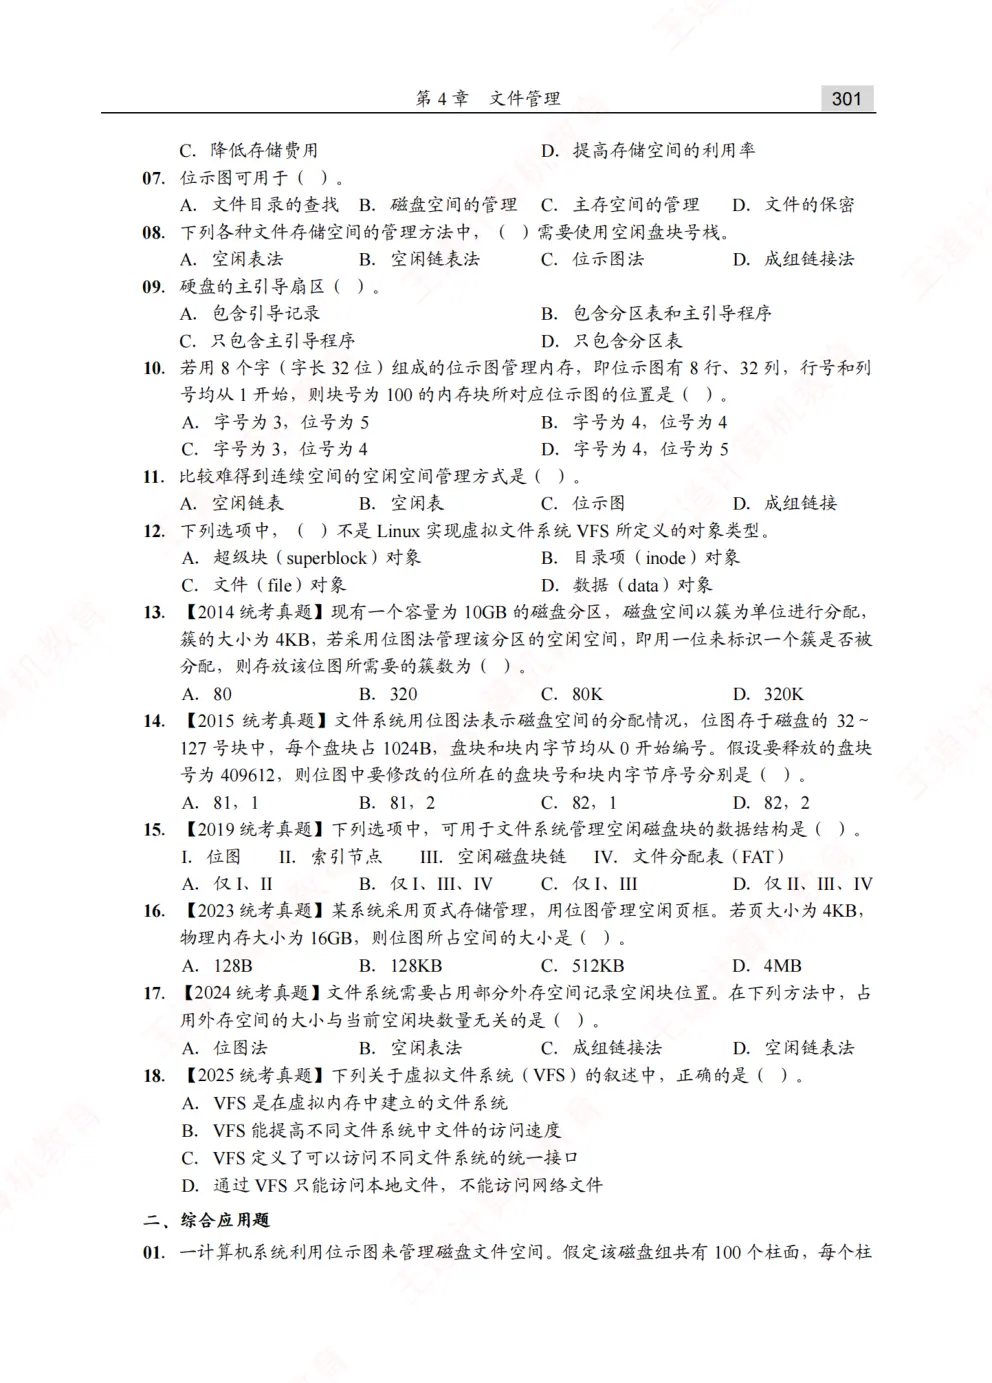 第 4 章 文件管理 301
C. 降低存储费用 D. 提高存储空间的利用率
07. 位示图可用于（ ）。
A. 文件目录的查找 B. 磁盘空间的管理 C. 主存空间的管理 D. 文件的保密
08. 下列各种文件存储空间的管理方法中，（ ）需要使用空闲盘块号栈。
A. 空闲表法 B. 空闲链表法 C. 位示图法 D. 成组链接法
09. 硬盘的主引导扇区（ ）。
A. 包含引导记录 B. 包含分区表和主引导程序
C. 只包含主引导程序 D. 只包含分区表
10. 若用 8 个字（字长 32 位）组成的位示图管理内存，即位示图有 8 行、32 列，行号和列
号均从 1 开始，则块号为 100 的内存块所对应位示图的位置是（ ）。
A. 字号为 3，位号为 5 B. 字号为 4，位号为 4
C. 字号为 3，位号为 4 D. 字号为 4，位号为 5
11. 比较难得到连续空间的空闲空间管理方式是（ ）。
A. 空闲链表 B. 空闲表 C. 位示图 D. 成组链接
12. 下列选项中，（ ）不是 Linux 实现虚拟文件系统 VFS 所定义的对象类型。
A. 超级块（superblock）对象 B. 目录项（inode）对象
C. 文件（file）对象 D. 数据（data）对象
13. 【2014 统考真题】现有一个容量为 10GB 的磁盘分区，磁盘空间以簇为单位进行分配，
簇的大小为 4KB，若采用位图法管理该分区的空闲空间，即用一位来标识一个簇是否被
分配，则存放该位图所需要的簇数为（ ）。
A. 80 B. 320 C. 80K D. 320K
14. 【2015 统考真题】文件系统用位图法表示磁盘空间的分配情况，位图存于磁盘的 32～
127 号块中，每个盘块占 1024B，盘块和块内字节均从 0 开始编号。假设要释放的盘块
号为 409612，则位图中要修改的位所在的盘块号和块内字节序号分别是（ ）。
A. 81，1 B. 81，2 C. 82，1 D. 82，2
15. 【2019 统考真题】下列选项中，可用于文件系统管理空闲磁盘块的数据结构是（ ）。
I. 位图 II. 索引节点 III. 空闲磁盘块链 IV. 文件分配表（FAT）
A. 仅 I、II B. 仅 I、III、IV C. 仅 I、III D. 仅 II、III、IV
16. 【2023 统考真题】某系统采用页式存储管理，用位图管理空闲页框。若页大小为 4KB，
物理内存大小为 16GB，则位图所占空间的大小是（ ）。
A. 128B B. 128KB C. 512KB D. 4MB
17. 【2024 统考真题】文件系统需要占用部分外存空间记录空闲块位置。在下列方法中，占
用外存空间的大小与当前空闲块数量无关的是（ ）。
A. 位图法 B. 空闲表法 C. 成组链接法 D. 空闲链表法
18. 【2025 统考真题】下列关于虚拟文件系统（VFS）的叙述中，正确的是（ ）。
A. VFS 是在虚拟内存中建立的文件系统
B. VFS 能提高不同文件系统中文件的访问速度
C. VFS 定义了可以访问不同文件系统的统一接口
D. 通过 VFS 只能访问本地文件，不能访问网络文件
二、综合应用题
01. 一计算机系统利用位示图来管理磁盘文件空间。假定该磁盘组共有 100 个柱面，每个柱